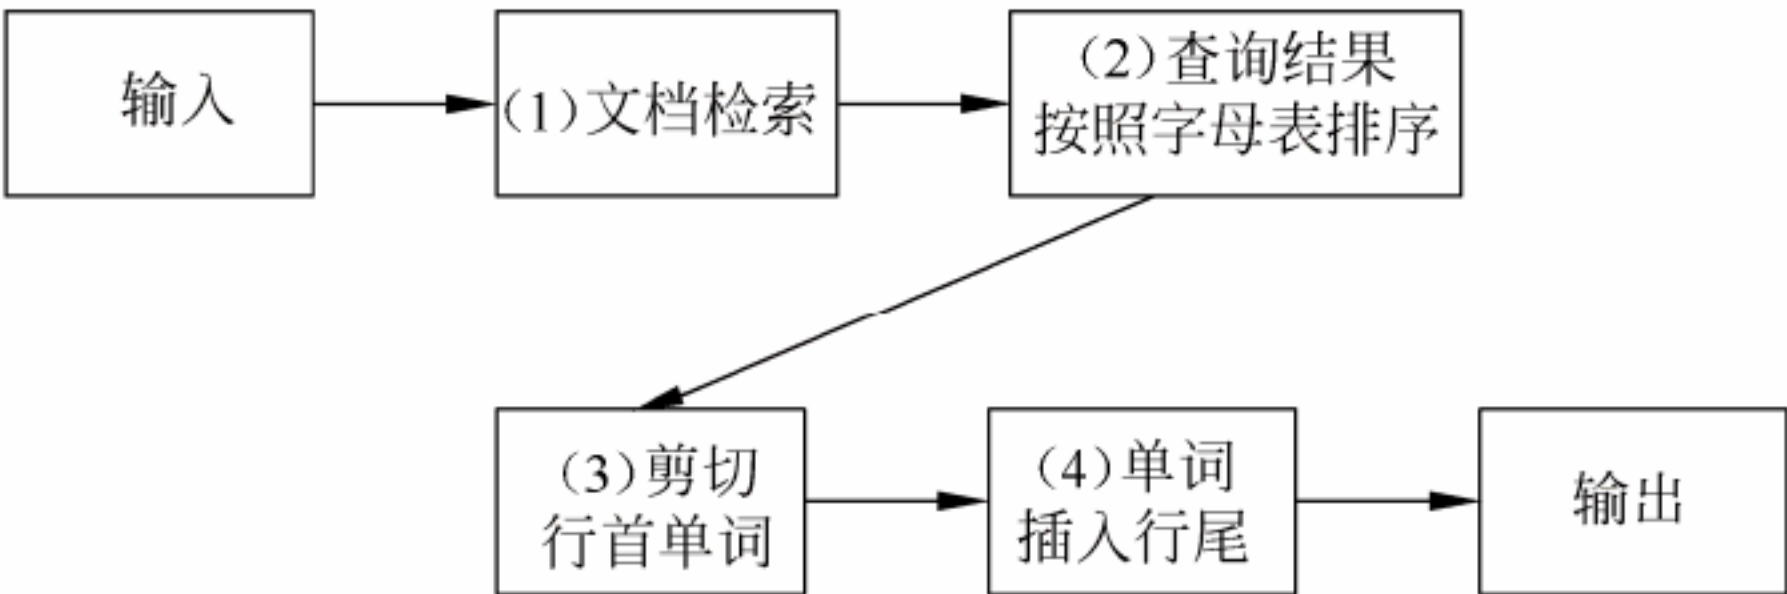 输入
(1)文档检索
(2)查询结果
按照字母表排序
(3)剪切
行首单词
(4)单词
插入行尾
输出